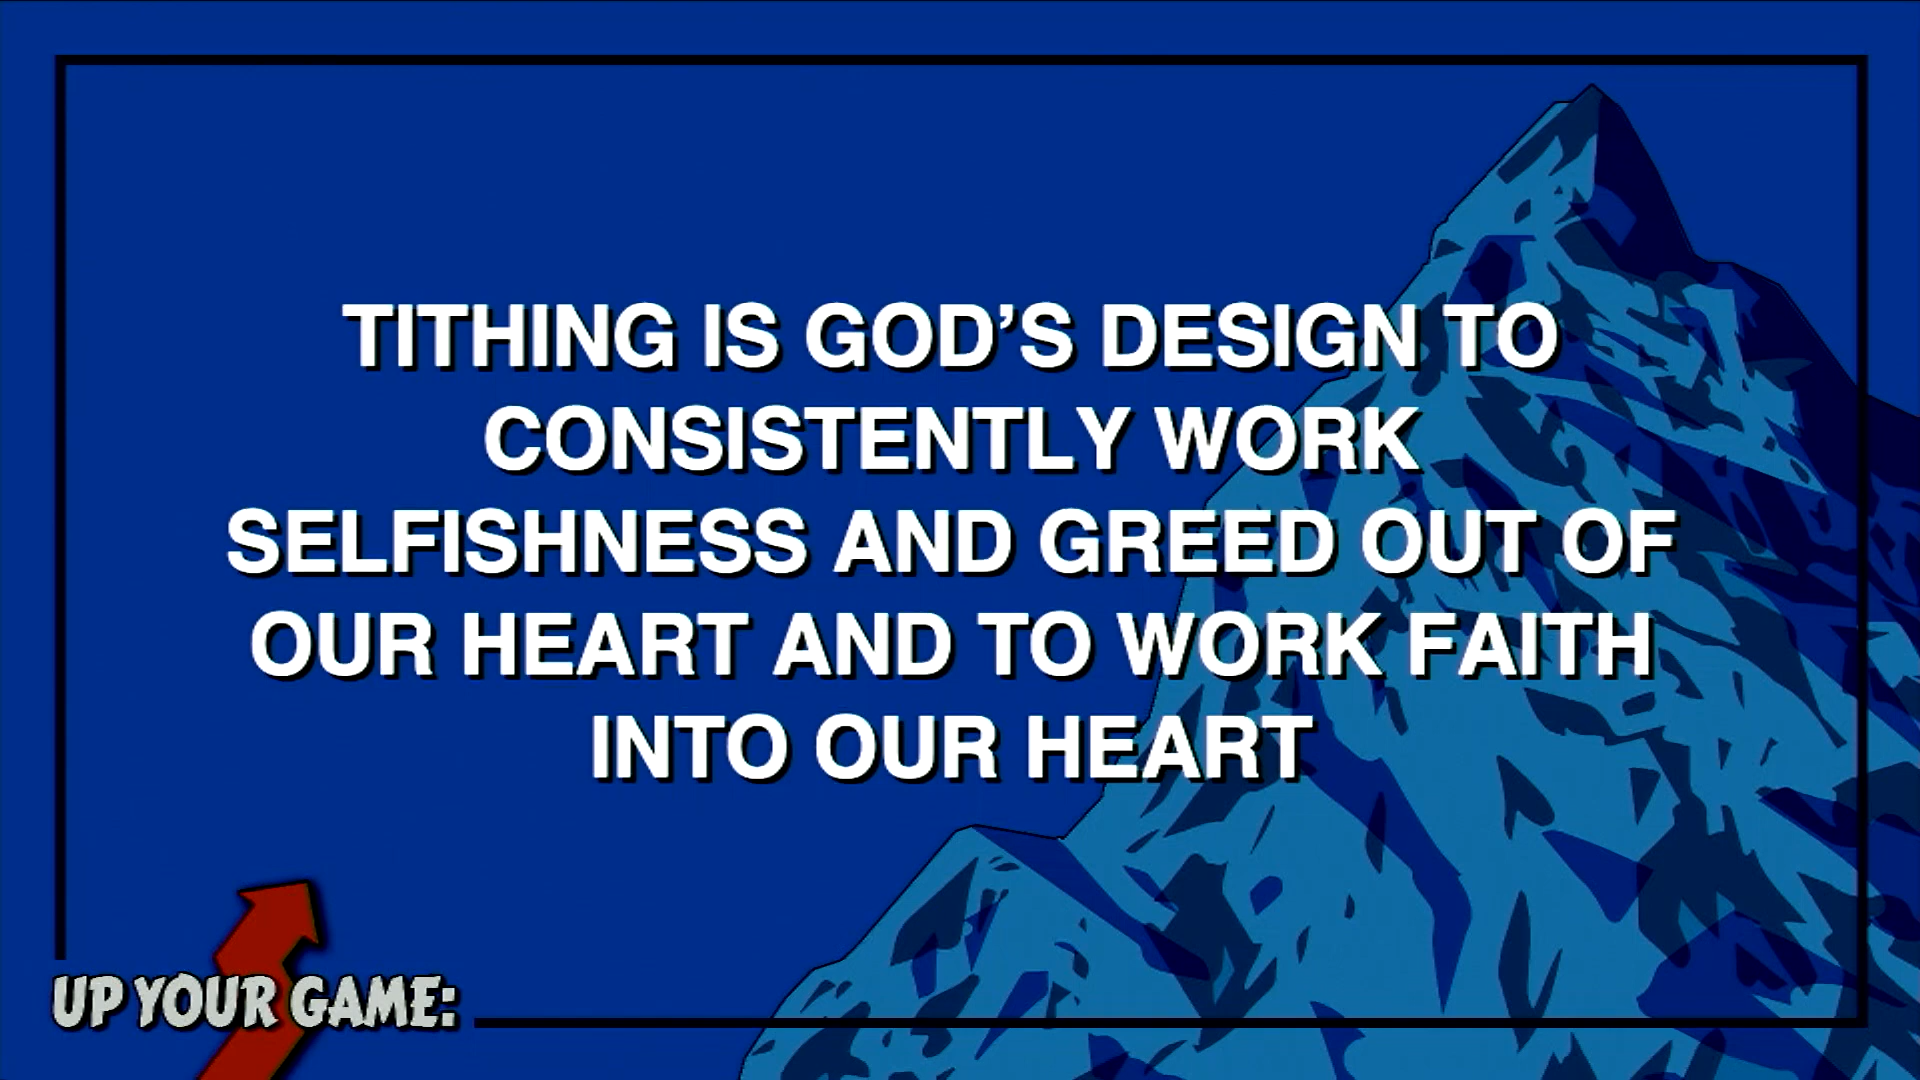 TITHING IS GOD’S DESIGN TO
CONSISTENTLY WORK
SELFISHNESS AND GREED OUT OF
OUR HEART AND TO WORK FAITH
INTO OUR HEART
UP YOUR GAME: